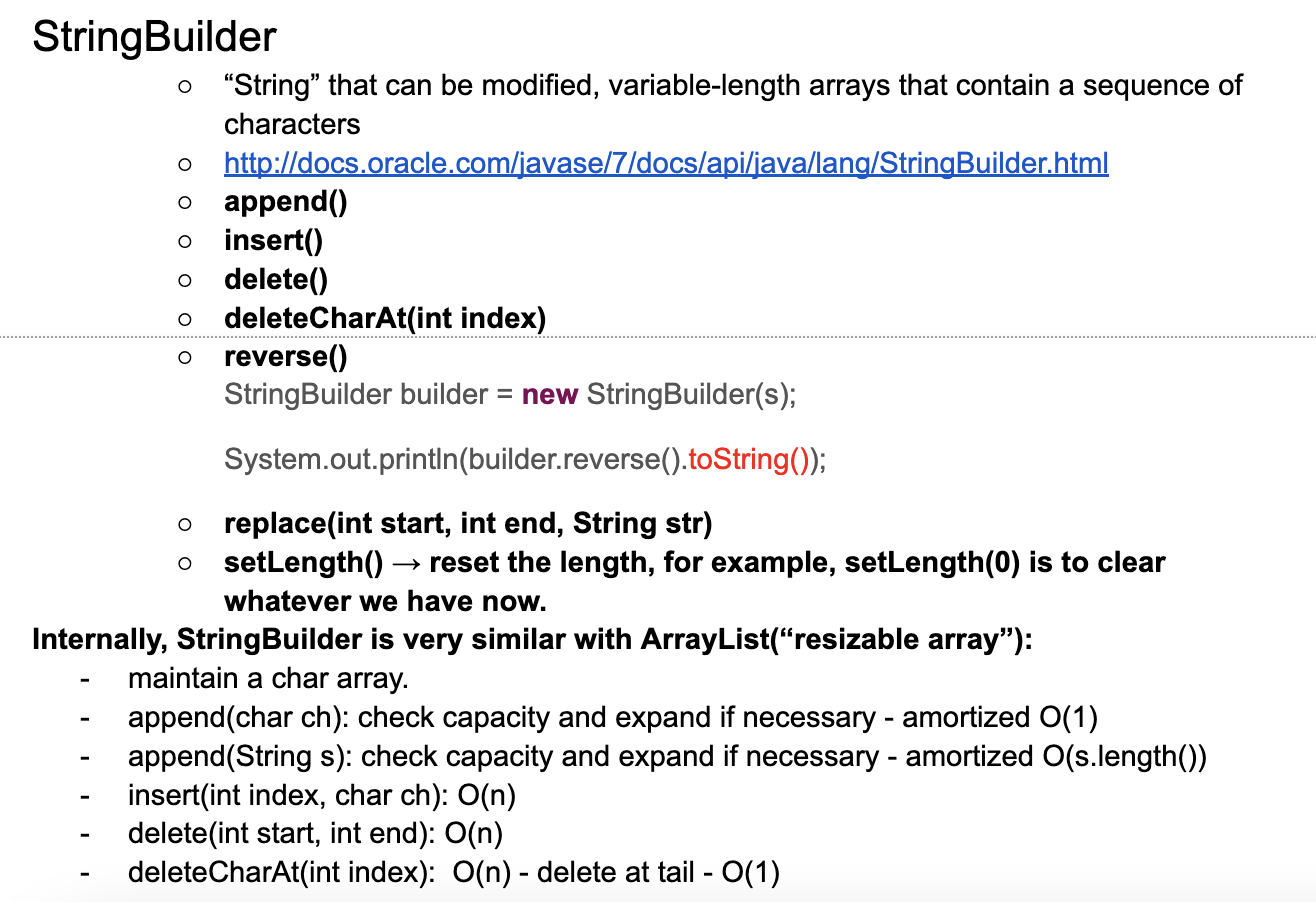 StringBuilder
○ “String” that can be modified, variable-length arrays that contain a sequence of
characters
○ http://docs.oracle.com/javase/7/docs/api/java/lang/StringBuilder.html
○ append()
○ insert()
○ delete()
○ deleteCharAt(int index)
○ reverse()
StringBuilder builder = new StringBuilder(s);
System.out.println(builder.reverse().toString());
○ replace(int start, int end, String str)
○ setLength() → reset the length, for example, setLength(0) is to clear
whatever we have now.
Internally, StringBuilder is very similar with ArrayList(“resizable array”):
- maintain a char array.
- append(char ch): check capacity and expand if necessary - amortized O(1)
- append(String s): check capacity and expand if necessary - amortized O(s.length())
- insert(int index, char ch): O(n)
- delete(int start, int end): O(n)
- deleteCharAt(int index):  O(n) - delete at tail - O(1)